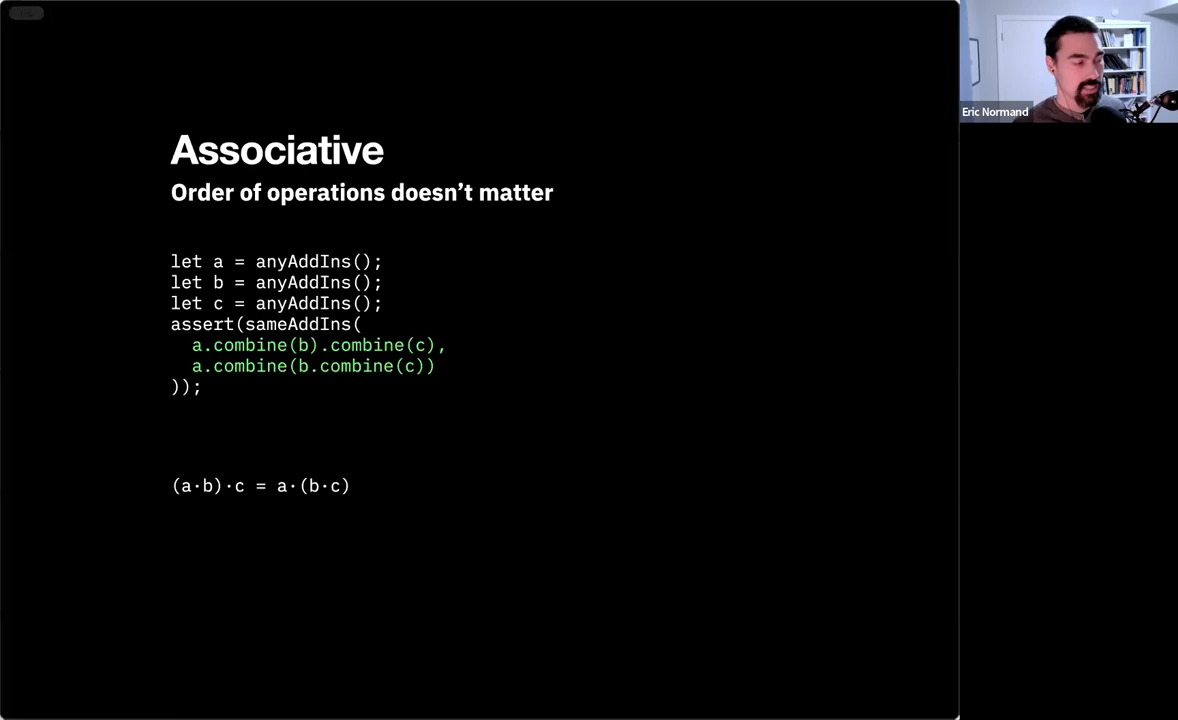 Associative
Order of operations doesn’t matter
let a = anyAddIns();
let b = anyAddIns();
let c = anyAddIns();
assert(sameAddIns(
  a.combine(b).combine(c),
  a.combine(b.combine(c))
));
(a·b)·c = a·(b·c)
Eric Normand